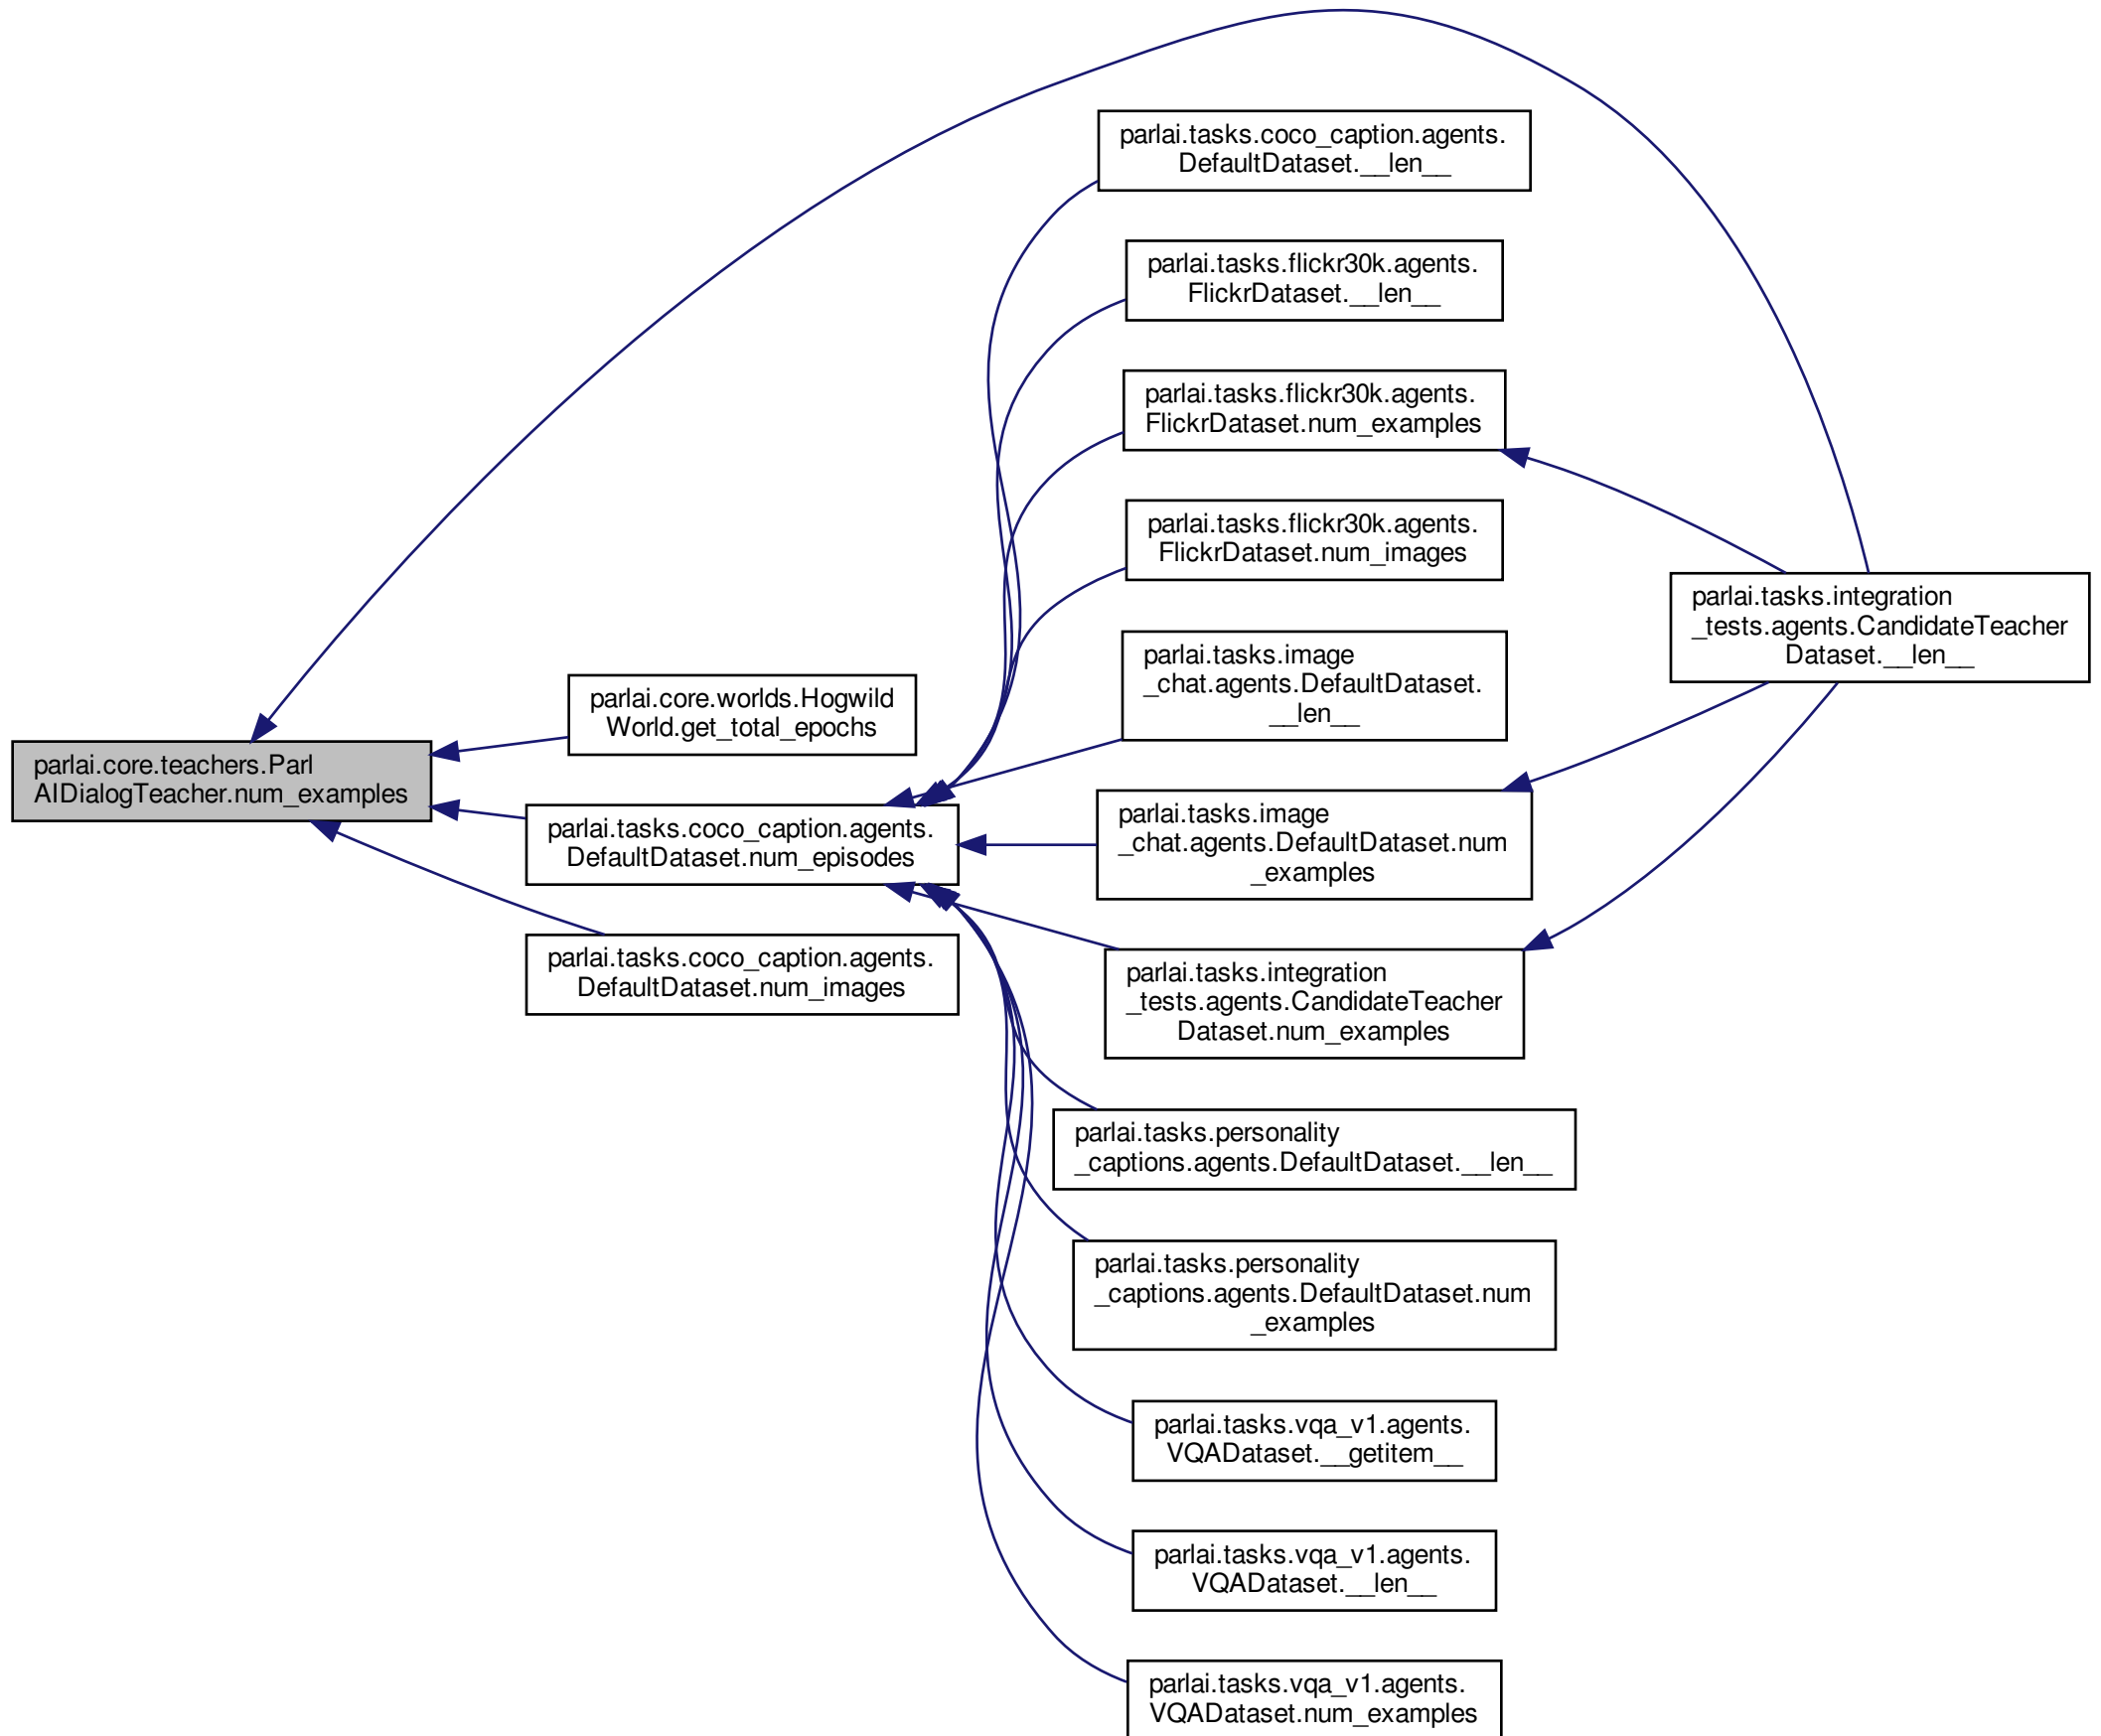 parlai.core.teachers.Parl
AIDialogTeacher.num_examples
parlai.core.worlds.Hogwild
World.get_total_epochs
parlai.tasks.coco_caption.agents.
DefaultDataset.num_episodes
parlai.tasks.coco_caption.agents.
DefaultDataset.num_images
parlai.tasks.coco_caption.agents.
DefaultDataset.__len__
parlai.tasks.flickr30k.agents.
FlickrDataset.__len__
parlai.tasks.flickr30k.agents.
FlickrDataset.num_examples
parlai.tasks.flickr30k.agents.
FlickrDataset.num_images
parlai.tasks.image
_chat.agents.DefaultDataset.
__len__
parlai.tasks.image
_chat.agents.DefaultDataset.num
_examples
parlai.tasks.integration
_tests.agents.CandidateTeacher
Dataset.num_examples
parlai.tasks.personality
_captions.agents.DefaultDataset.__len__
parlai.tasks.personality
_captions.agents.DefaultDataset.num
_examples
parlai.tasks.vqa_v1.agents.
VQADataset.__getitem__
parlai.tasks.vqa_v1.agents.
VQADataset.__len__
parlai.tasks.vqa_v1.agents.
VQADataset.num_examples
parlai.tasks.integration
_tests.agents.CandidateTeacher
Dataset.__len__